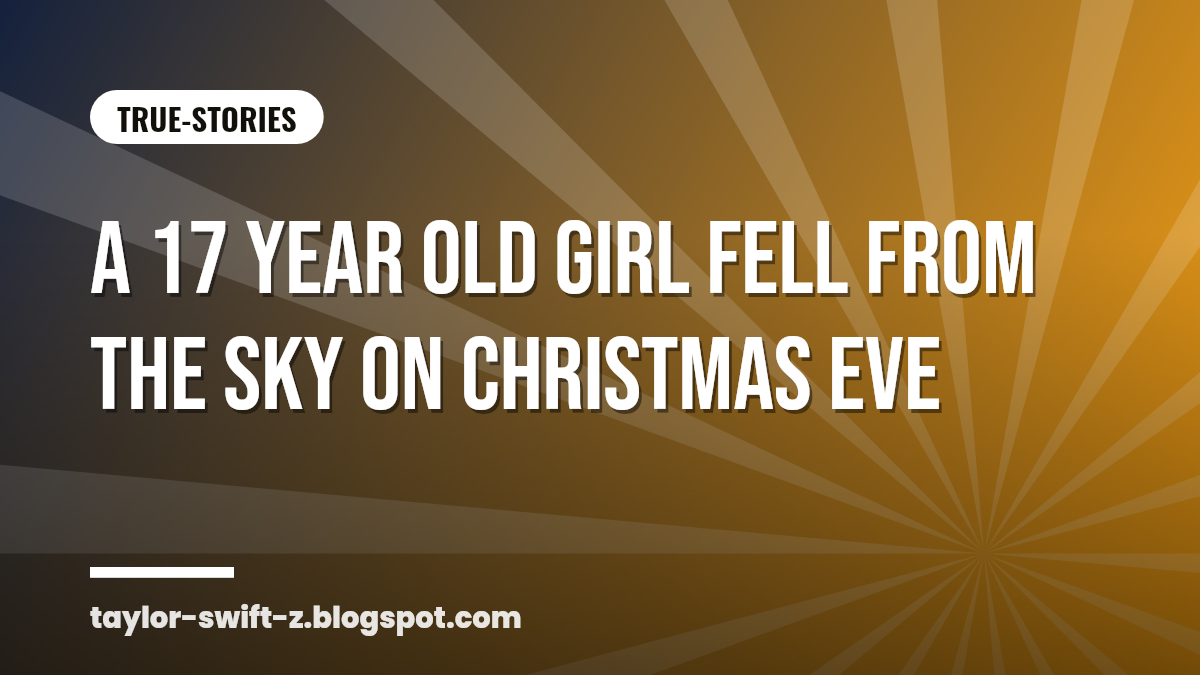 TRUE-STORIES
A 17 YEAR OLD GIRL FELL FROM
THE SKY ON CHRISTMAS EVE
taylor-swift-z.blogspot.com